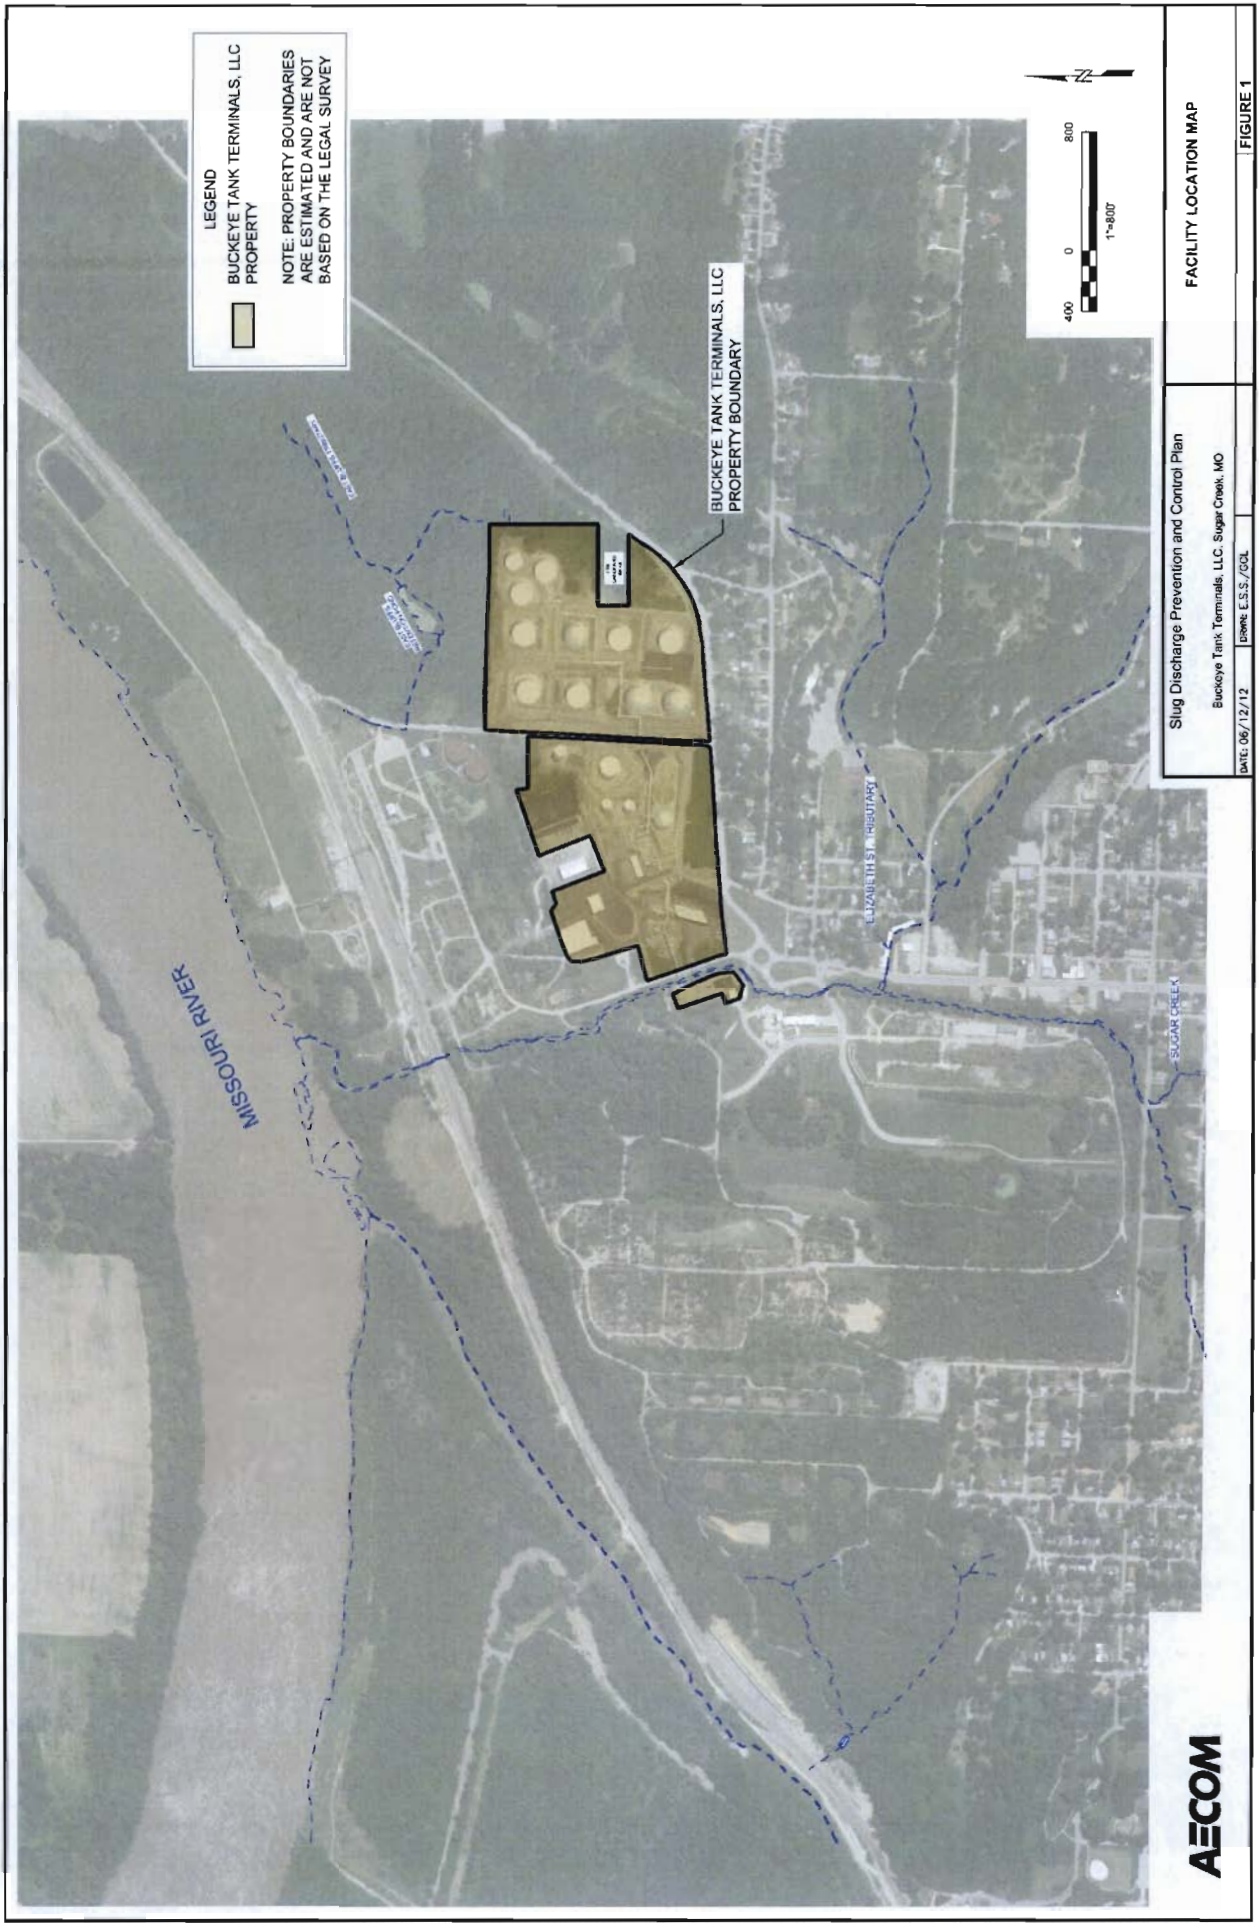 LEGEND
BUCKEYE TANK TERMINALS, LLC
PROPERTY
NOTE: PROPERTY BOUNDARIES
ARE ESTIMATED AND ARE NOT
BASED ON THE LEGAL SURVEY
MISSOURI RIVER
BUCKEYE TANK TERMINALS, LLC
PROPERTY BOUNDARY
ELIZABETH ST. TRIBUTARY
SUGAR CREEK
N
400 0 800
1"=800'
AECOM
Slug Discharge Prevention and Control Plan
Buckeye Tank Terminals, LLC. Sugar Creek, MO
DATE: 06/12/12
DRWN: E.S.S./GCL
FACILITY LOCATION MAP
FIGURE 1